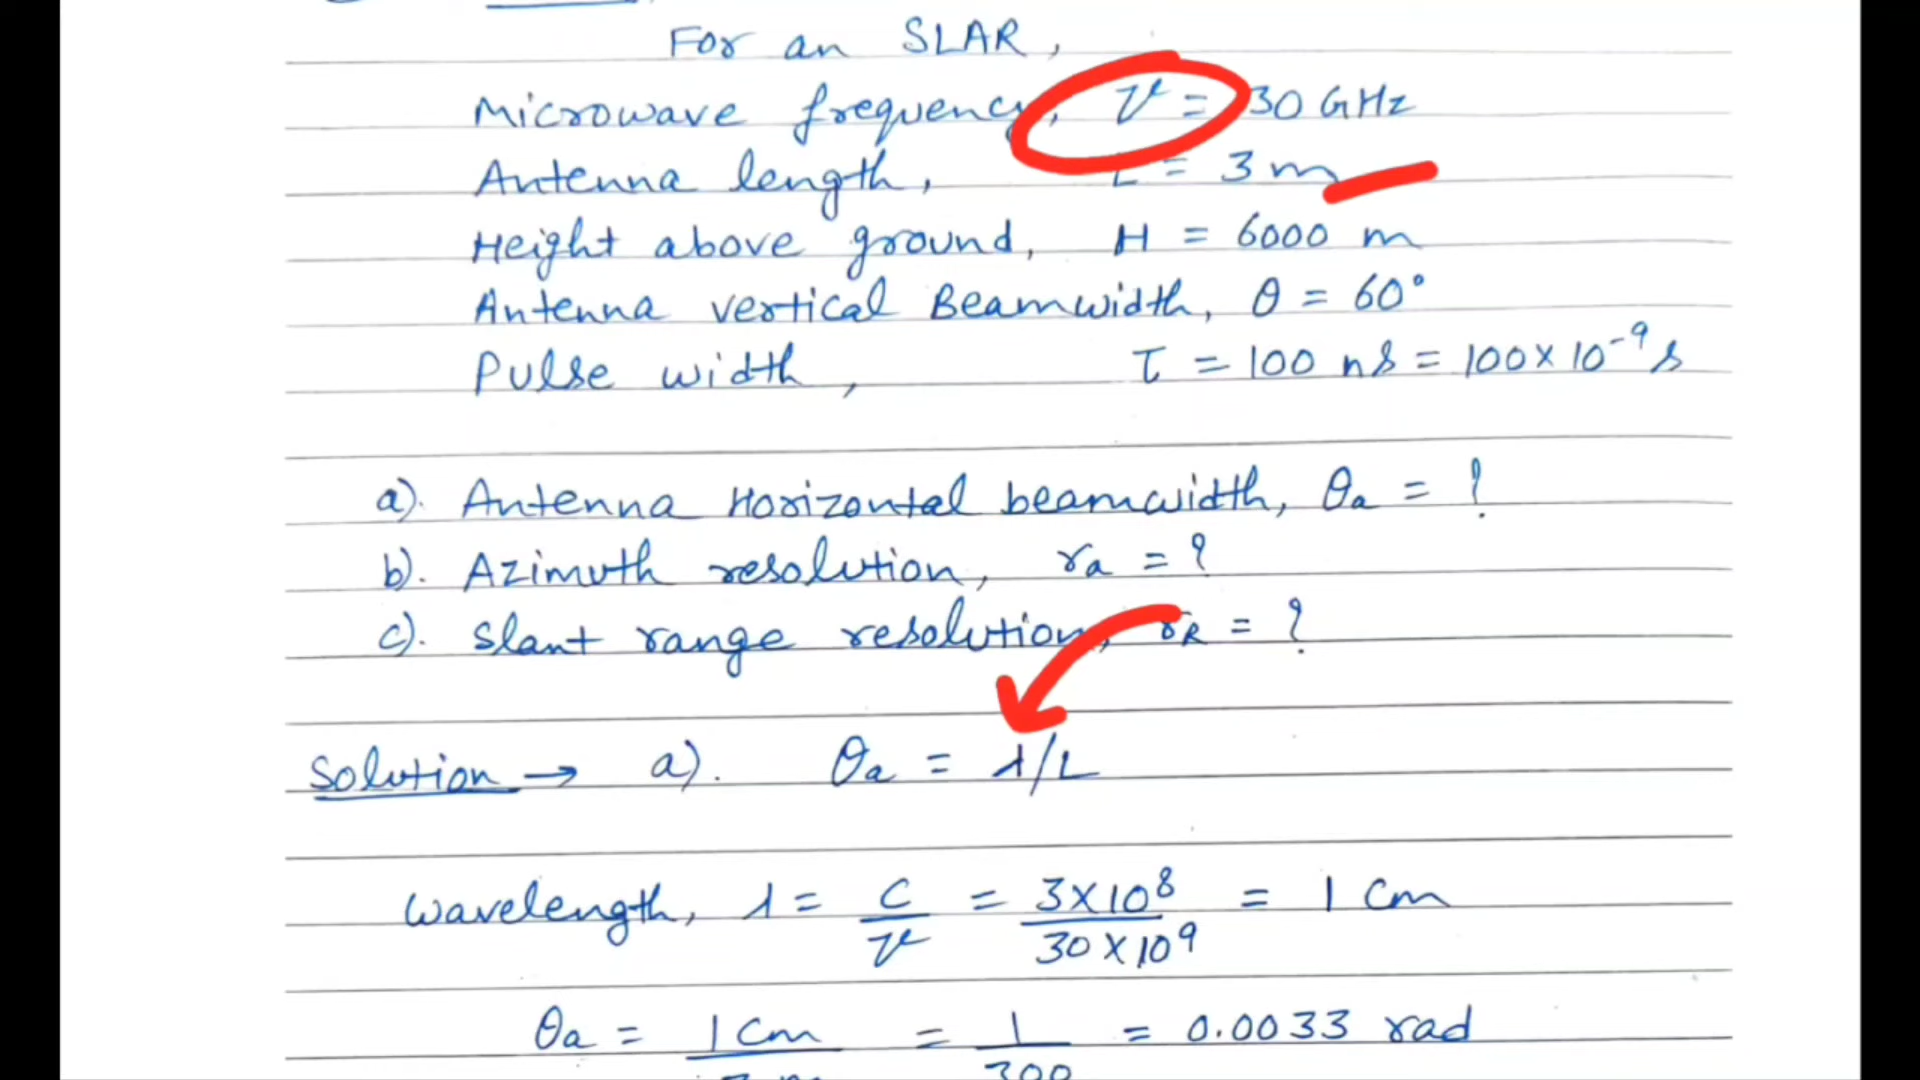 For an SLAR,
Microwave frequency, ν = 30 GHz
Antenna length, L = 3 m
Height above ground, H = 6000 m
Antenna vertical Beamwidth, θ = 60°
Pulse width, τ = 100 ns = 100 × 10⁻⁹ s
a). Antenna Horizontal beamwidth, θa = ?
b). Azimuth resolution, ra = ?
c). Slant range resolution, rR = ?
Solution → a). θa = λ/L
Wavelength, λ = C/ν = 3×10⁸/30×10⁹ = 1 cm
θa = 1 cm/3 m = 1/300 = 0.0033 rad